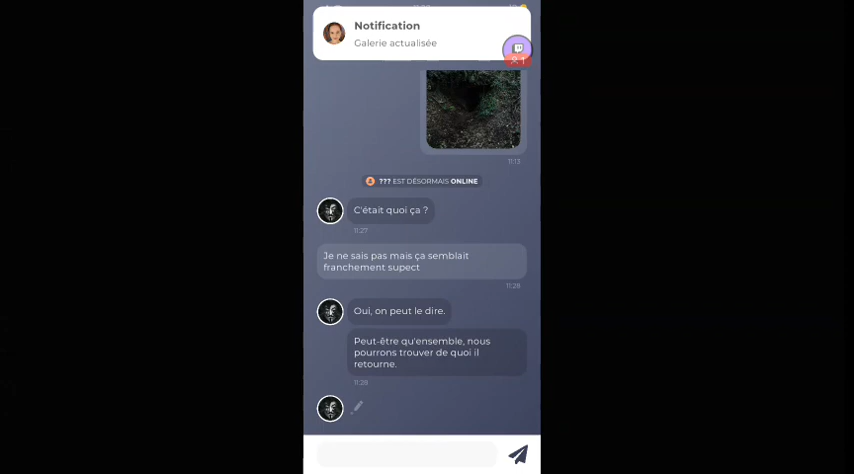 Notification
Galerie actualisée
1
11:13
??? EST DÉSORMAIS ONLINE
C'était quoi ça ?
11:27
Je ne sais pas mais ça semblait
franchement supect
11:28
Oui, on peut le dire.
Peut-être qu'ensemble, nous
pourrons trouver de quoi il
retourne.
11:28